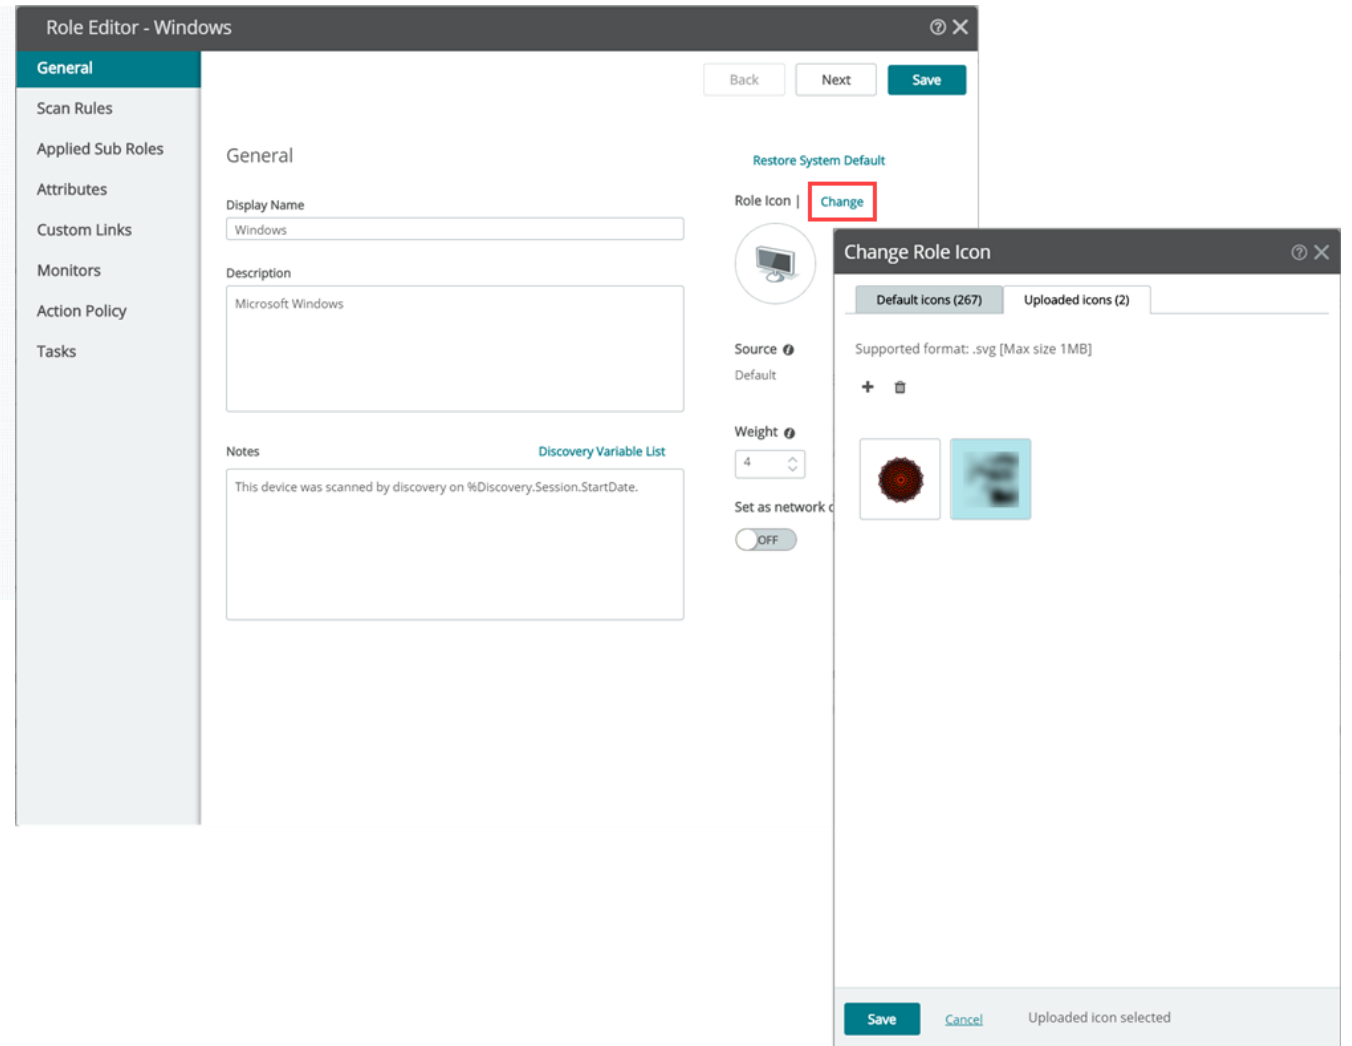 Role Editor - Windows
General
Scan Rules
Applied Sub Roles
Attributes
Custom Links
Monitors
Action Policy
Tasks
Back
Next
Save
General
Restore System Default
Display Name
Windows
Role Icon |
Change
Description
Microsoft Windows
Source
Default
Weight
4
Notes
Discovery Variable List
This device was scanned by discovery on %Discovery.Session.StartDate.
Set as network
OFF
Change Role Icon
Default icons (267)
Uploaded icons (2)
Supported format: .svg [Max size 1MB]
Save
Cancel
Uploaded icon selected